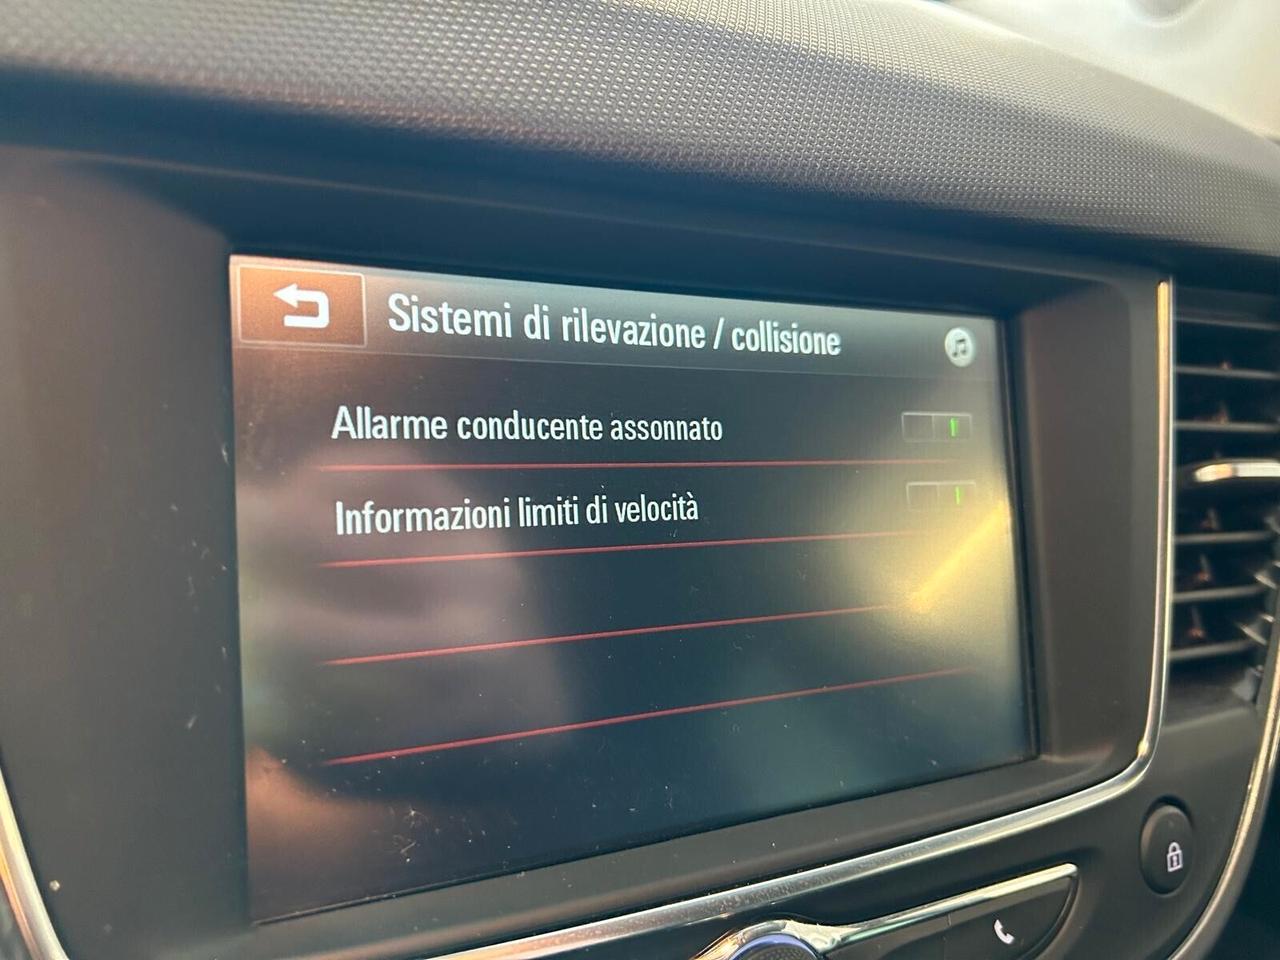 Sistemi di rilevazione / collisione
Allarme conducente assonnato
Informazioni limiti di velocità